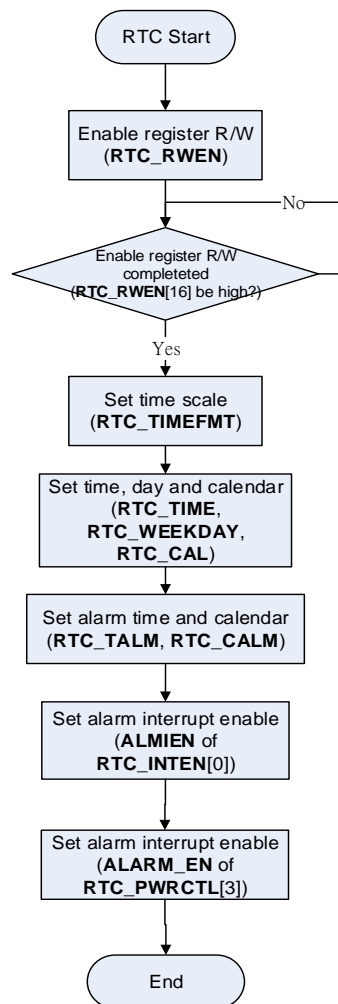 RTC Start
Enable register R/W
(RTC_RWEN)
No
Enable register R/W
completeted
(RTC_RWEN[16] be high?)
Yes
Set time scale
(RTC_TIMEFMT)
Set time, day and calendar
(RTC_TIME,
RTC_WEEKDAY,
RTC_CAL)
Set alarm time and calendar
(RTC_TALM, RTC_CALM)
Set alarm interrupt enable
(ALMIEN of
RTC_INTEN[0])
Set alarm interrupt enable
(ALARM_EN of
RTC_PWRCTL[3])
End